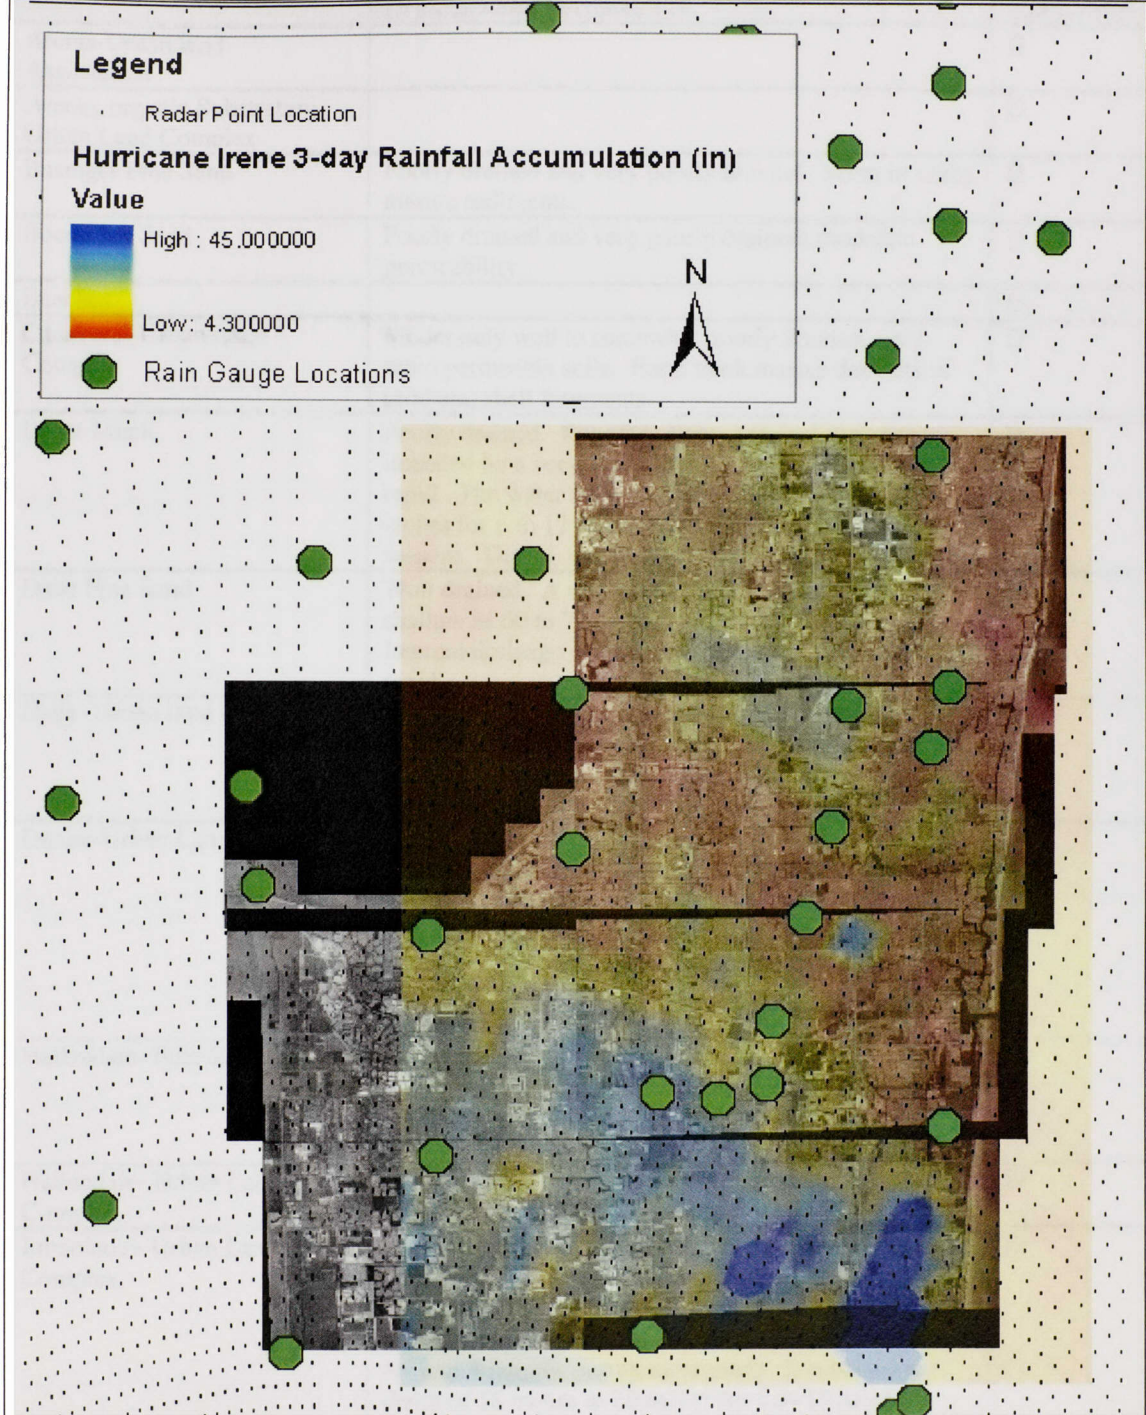 Legend
Radar Point Location
Hurricane Irene 3-day Rainfall Accumulation (in)
Value
High : 45.000000
Low : 4.300000
Rain Gauge Locations
N